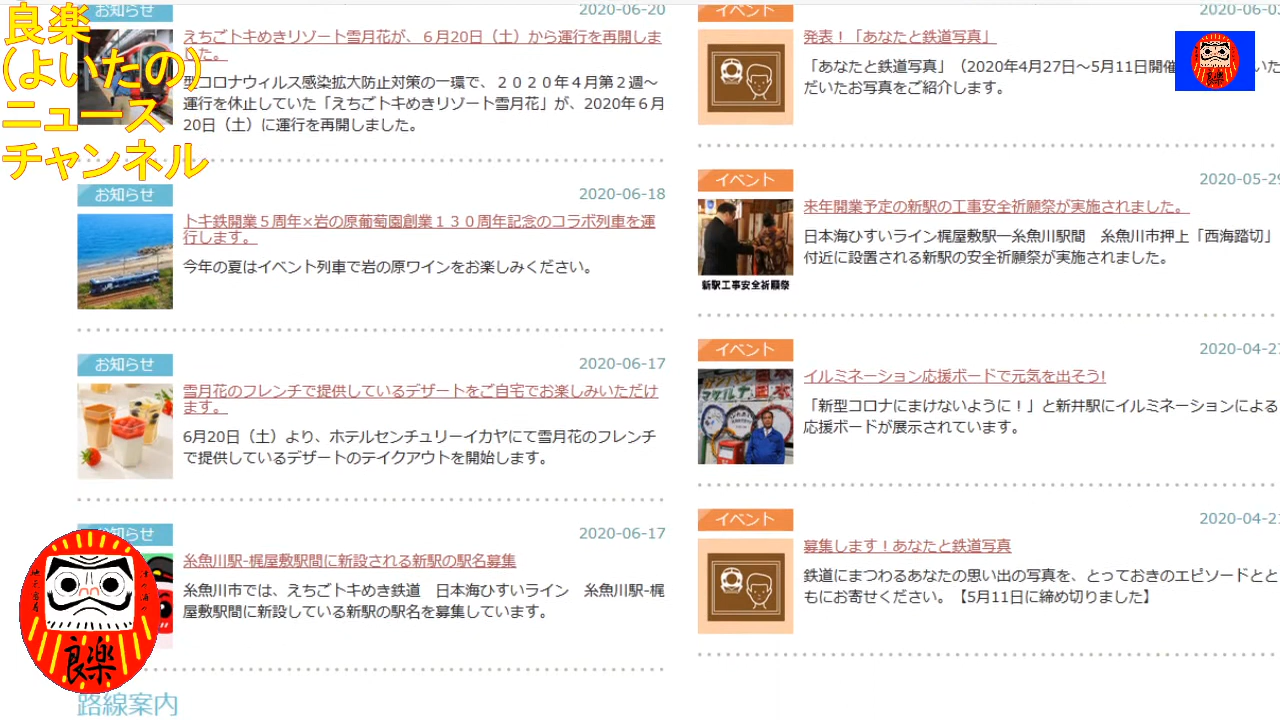 良楽
(よいたの)
ニュース
チャンネル
お知らせ
2020-06-20
えちごトキめきリゾート雪月花が、６月20日（土）から運行を再開しま
した。
型コロナウィルス感染拡大防止対策の一環で、２０２０年４月第２週～
運行を休止していた「えちごトキめきリゾート雪月花」が、2020年６月
20日（土）に運行を再開しました。
お知らせ
2020-06-18
トキ鉄開業５周年×岩の原葡萄園創業１３０周年記念のコラボ列車を運
行します。
今年の夏はイベント列車で岩の原ワインをお楽しみください。
お知らせ
2020-06-17
雪月花のフレンチで提供しているデザートをご自宅でお楽しみいただけ
ます。
6月20日（土）より、ホテルセンチュリーイカヤにて雪月花のフレンチ
で提供しているデザートのテイクアウトを開始します。
お知らせ
2020-06-17
糸魚川駅-梶屋敷駅間に新設される新駅の駅名募集
糸魚川市では、えちごトキめき鉄道　日本海ひすいライン　糸魚川駅-梶
屋敷駅間に新設している新駅の駅名を募集しています。
良楽
路線案内
イベント
2020-06-0
発表！「あなたと鉄道写真」
「あなたと鉄道写真」（2020年4月27日～5月11日開催
いた
だいたお写真をご紹介します。
良楽
イベント
2020-05-29
来年開業予定の新駅の工事安全祈願祭が実施されました。
日本海ひすいライン梶屋敷駅ー糸魚川駅間　糸魚川市押上「西海踏切」
付近に設置される新駅の安全祈願祭が実施されました。
新駅工事安全祈願祭
イベント
2020-04-2
イルミネーション応援ボードで元気を出そう!
「新型コロナにまけないように！」と新井駅にイルミネーションによる
応援ボードが展示されています。
イベント
2020-04-2
募集します！あなたと鉄道写真
鉄道にまつわるあなたの思い出の写真を、とっておきのエピソードとと
もにお寄せください。【5月11日に締め切りました】